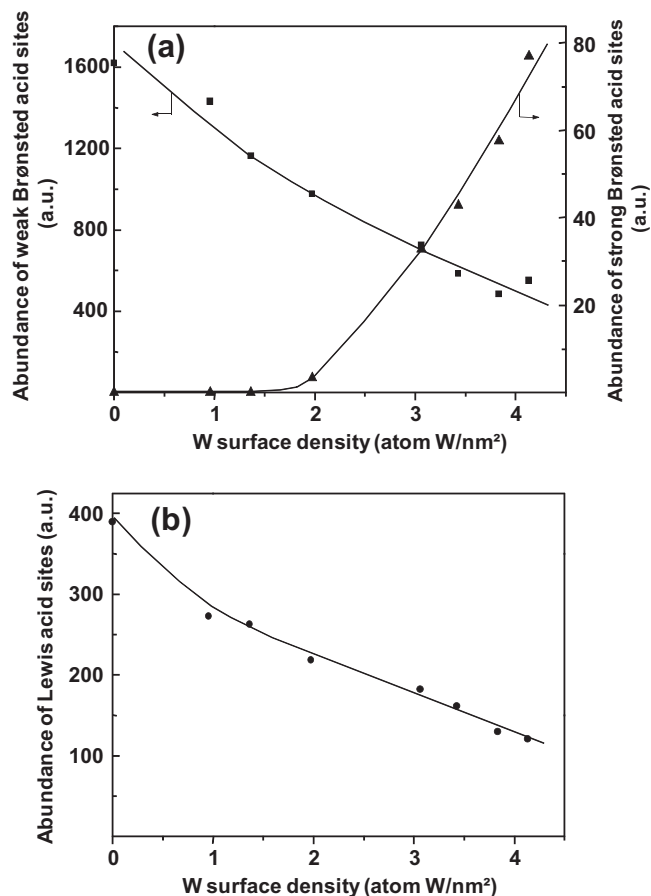 (a)
Abundance of weak Brønsted acid sites
(a.u.)
1600
1200
800
400
80
60
40
20
Abundance of strong Brønsted acid sites
(a.u.)
0 1 2 3 4
W surface density (atom W/nm²)
(b)
Abundance of Lewis acid sites (a.u.)
400
300
200
100
0 1 2 3 4
W surface density (atom W/nm²)